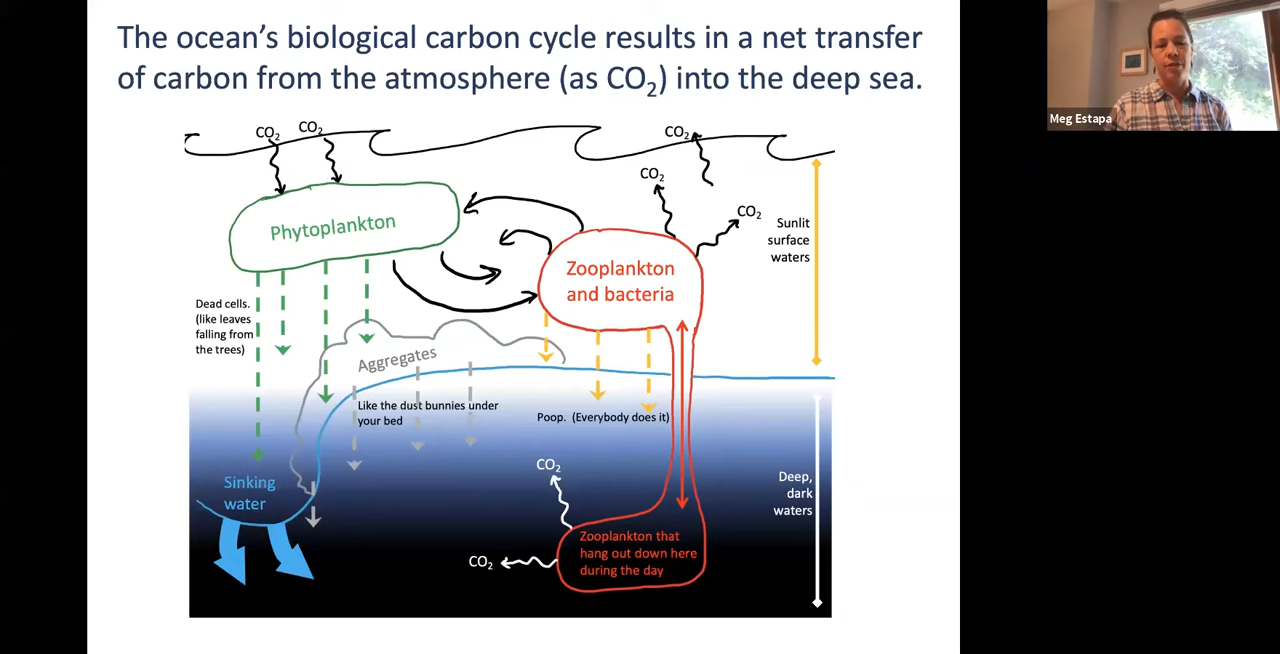 The ocean's biological carbon cycle results in a net transfer
of carbon from the atmosphere (as CO₂) into the deep sea.
Meg Estapa
CO₂
CO₂
CO₂
CO₂
CO₂
Phytoplankton
Sunlit
surface
waters
Zooplankton
and bacteria
Dead cells.
(like leaves
falling from
the trees)
Aggregates
Like the dust bunnies under
your bed
Poop. (Everybody does it)
CO₂
Sinking
water
Deep,
dark
waters
Zooplankton that
hang out down here
during the day
CO₂